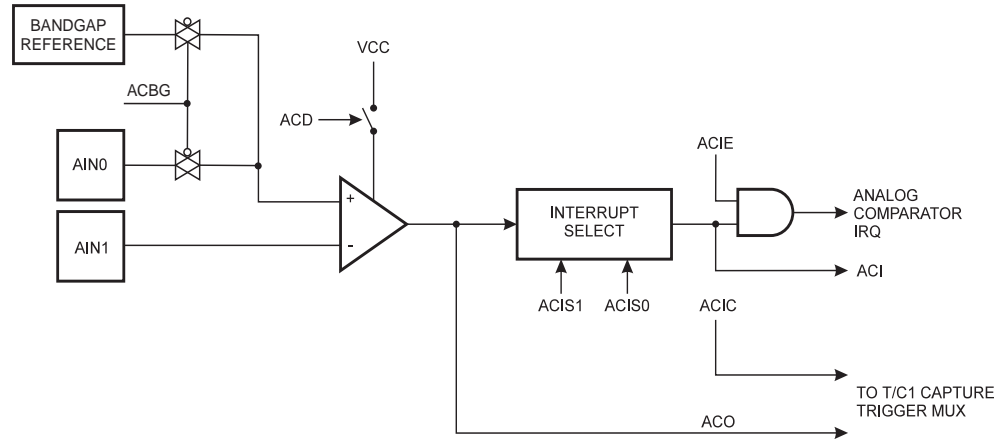 BANDGAP
REFERENCE
VCC
ACBG
ACD
AIN0
AIN1
+
-
INTERRUPT
SELECT
ACIS1
ACIS0
ACIE
ANALOG
COMPARATOR
IRQ
ACI
ACIC
TO T/C1 CAPTURE
TRIGGER MUX
ACO